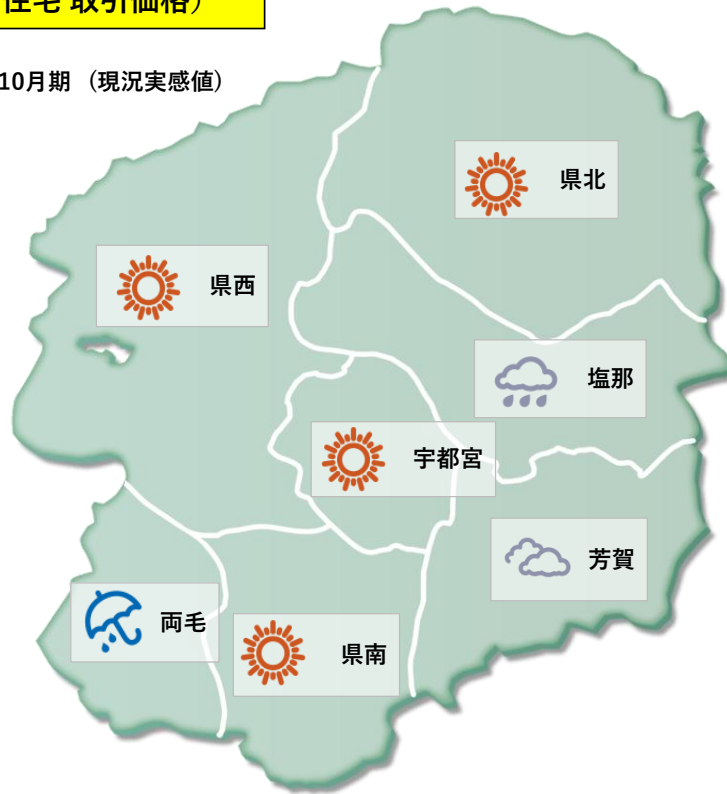 住宅 取引価格）
10月期 （現況実感値）
県北
県西
塩那
宇都宮
芳賀
両毛
県南